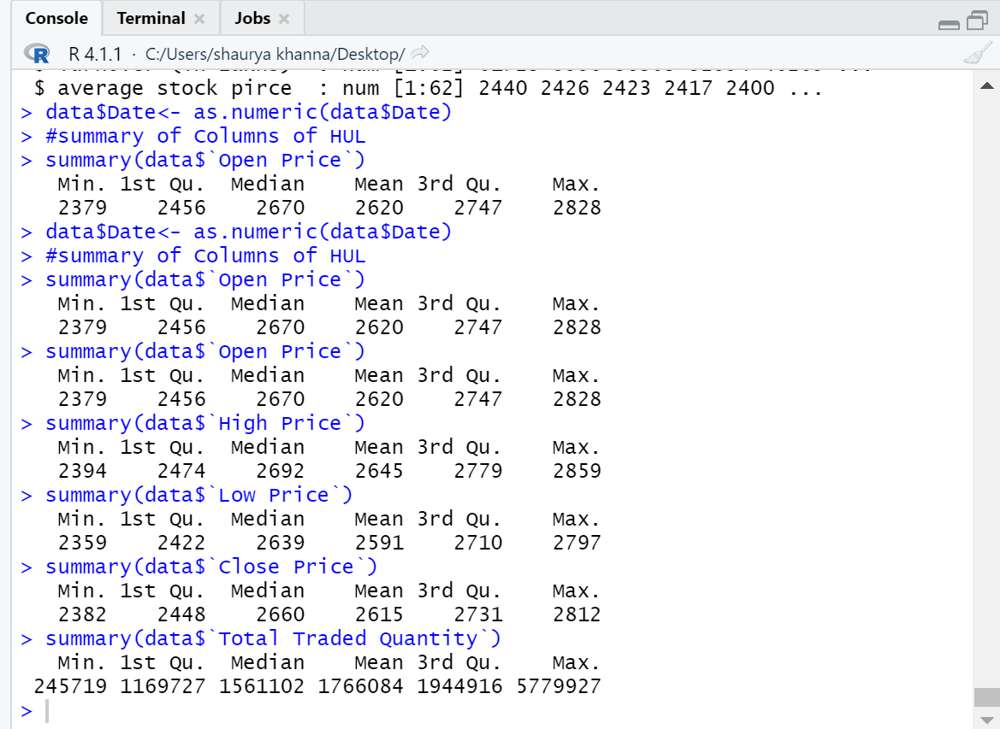 Console Terminal Jobs
R 4.1.1 · C:/Users/shaurya khanna/Desktop/
$ average stock pirce  : num [1:62] 2440 2426 2423 2417 2400 ...
> data$Date<- as.numeric(data$Date)
> #summary of Columns of HUL
> summary(data$`Open Price`)
   Min. 1st Qu.  Median    Mean 3rd Qu.    Max.
   2379    2456    2670    2620    2747    2828
> data$Date<- as.numeric(data$Date)
> #summary of Columns of HUL
> summary(data$`Open Price`)
   Min. 1st Qu.  Median    Mean 3rd Qu.    Max.
   2379    2456    2670    2620    2747    2828
> summary(data$`Open Price`)
   Min. 1st Qu.  Median    Mean 3rd Qu.    Max.
   2379    2456    2670    2620    2747    2828
> summary(data$`High Price`)
   Min. 1st Qu.  Median    Mean 3rd Qu.    Max.
   2394    2474    2692    2645    2779    2859
> summary(data$`Low Price`)
   Min. 1st Qu.  Median    Mean 3rd Qu.    Max.
   2359    2422    2639    2591    2710    2797
> summary(data$`Close Price`)
   Min. 1st Qu.  Median    Mean 3rd Qu.    Max.
   2382    2448    2660    2615    2731    2812
> summary(data$`Total Traded Quantity`)
   Min. 1st Qu.  Median    Mean 3rd Qu.    Max.
 245719 1169727 1561102 1766084 1944916 5779927
>